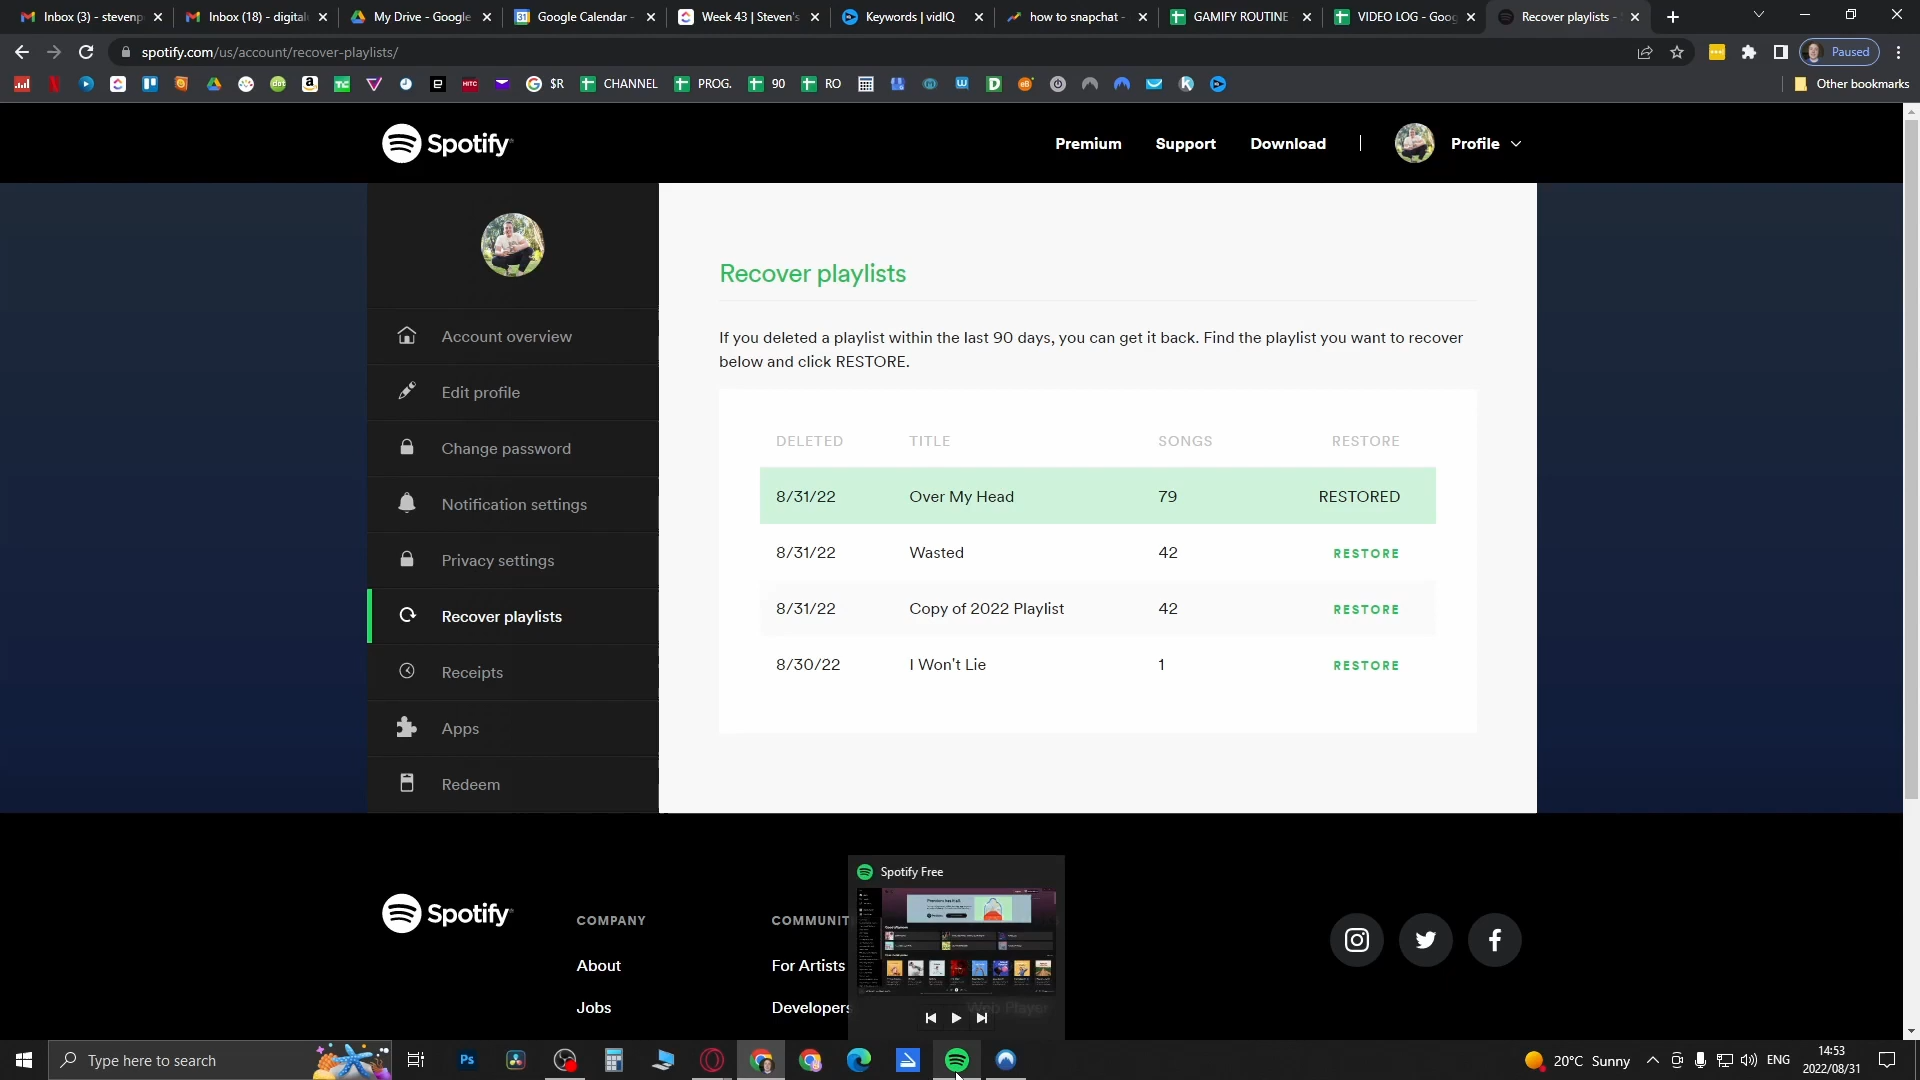 Inbox (3) - stevenp
Inbox (18) - digital
My Drive - Google
Google Calendar -
Week 43 | Steven's
Keywords | vidIQ
how to snapchat -
GAMIFY ROUTINE
VIDEO LOG - Goog
Recover playlists -
spotify.com/us/account/recover-playlists/
Paused
$R
CHANNEL
PROG.
90
RO
Other bookmarks
Spotify
Premium
Support
Download
Profile
Account overview
Edit profile
Change password
Notification settings
Privacy settings
Recover playlists
Receipts
Apps
Redeem
Recover playlists
If you deleted a playlist within the last 90 days, you can get it back. Find the playlist you want to recover
below and click RESTORE.
DELETED TITLE SONGS RESTORE
8/31/22 Over My Head 79 RESTORED
8/31/22 Wasted 42 RESTORE
8/31/22 Copy of 2022 Playlist 42 RESTORE
8/30/22 I Won't Lie 1 RESTORE
Spotify
COMPANY
About
Jobs
COMMUNIT
For Artists
Developers
Spotify Free
Web Player
Type here to search
Ps
20°C Sunny
ENG
14:53
2022/08/31